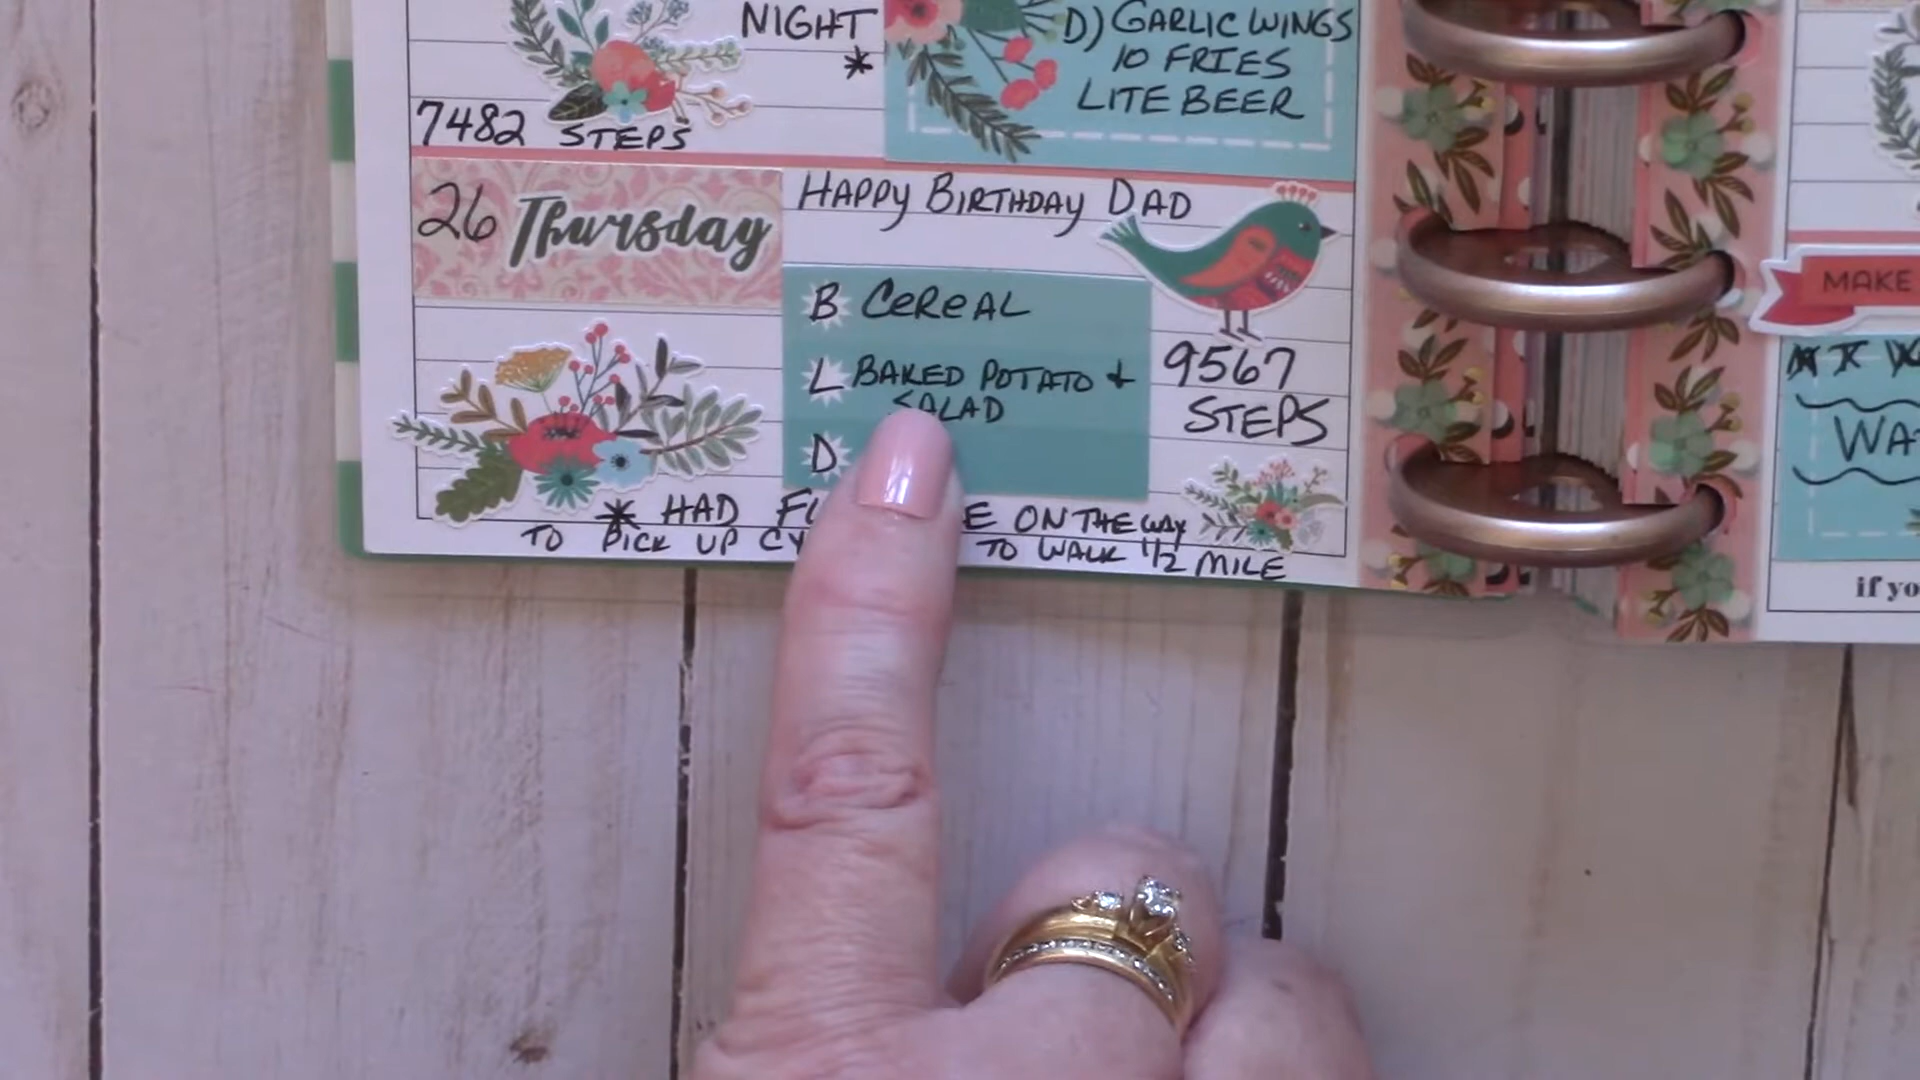 NIGHT
*
7482 STEPS
D) GARLIC WINGS
10 FRIES
LITE BEER
26 Thursday
HAPPY BIRTHDAY DAD
B CEREAL
L BAKED POTATO +
SALAD
D
9567
STEPS
* HAD ON THE WAY
TO PICK UP TO WALK 1/2 MILE
MAKE
if yo